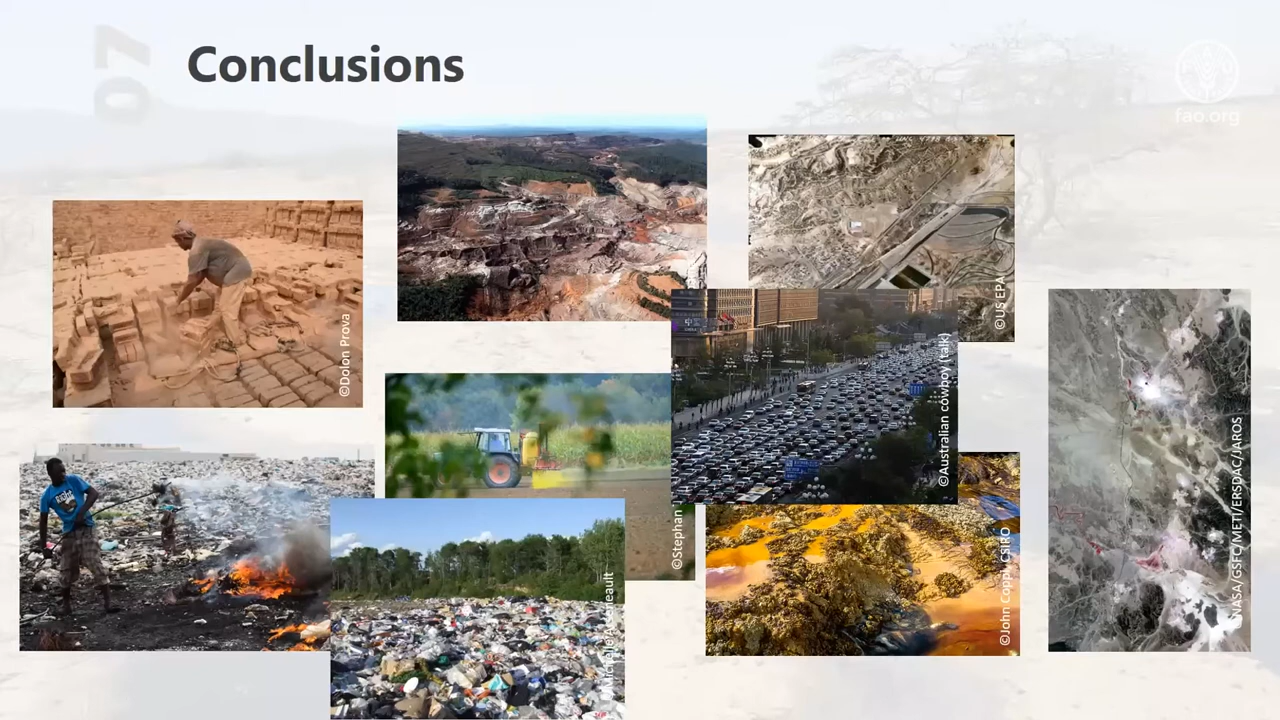 07
Conclusions
fao.org
©Dolon Prova
©US EPA
©Australian cowboy (talk)
©Stephan
©John Coppi, CSIRO
NASA/GSFC/METI/ERSDAC/JAROS